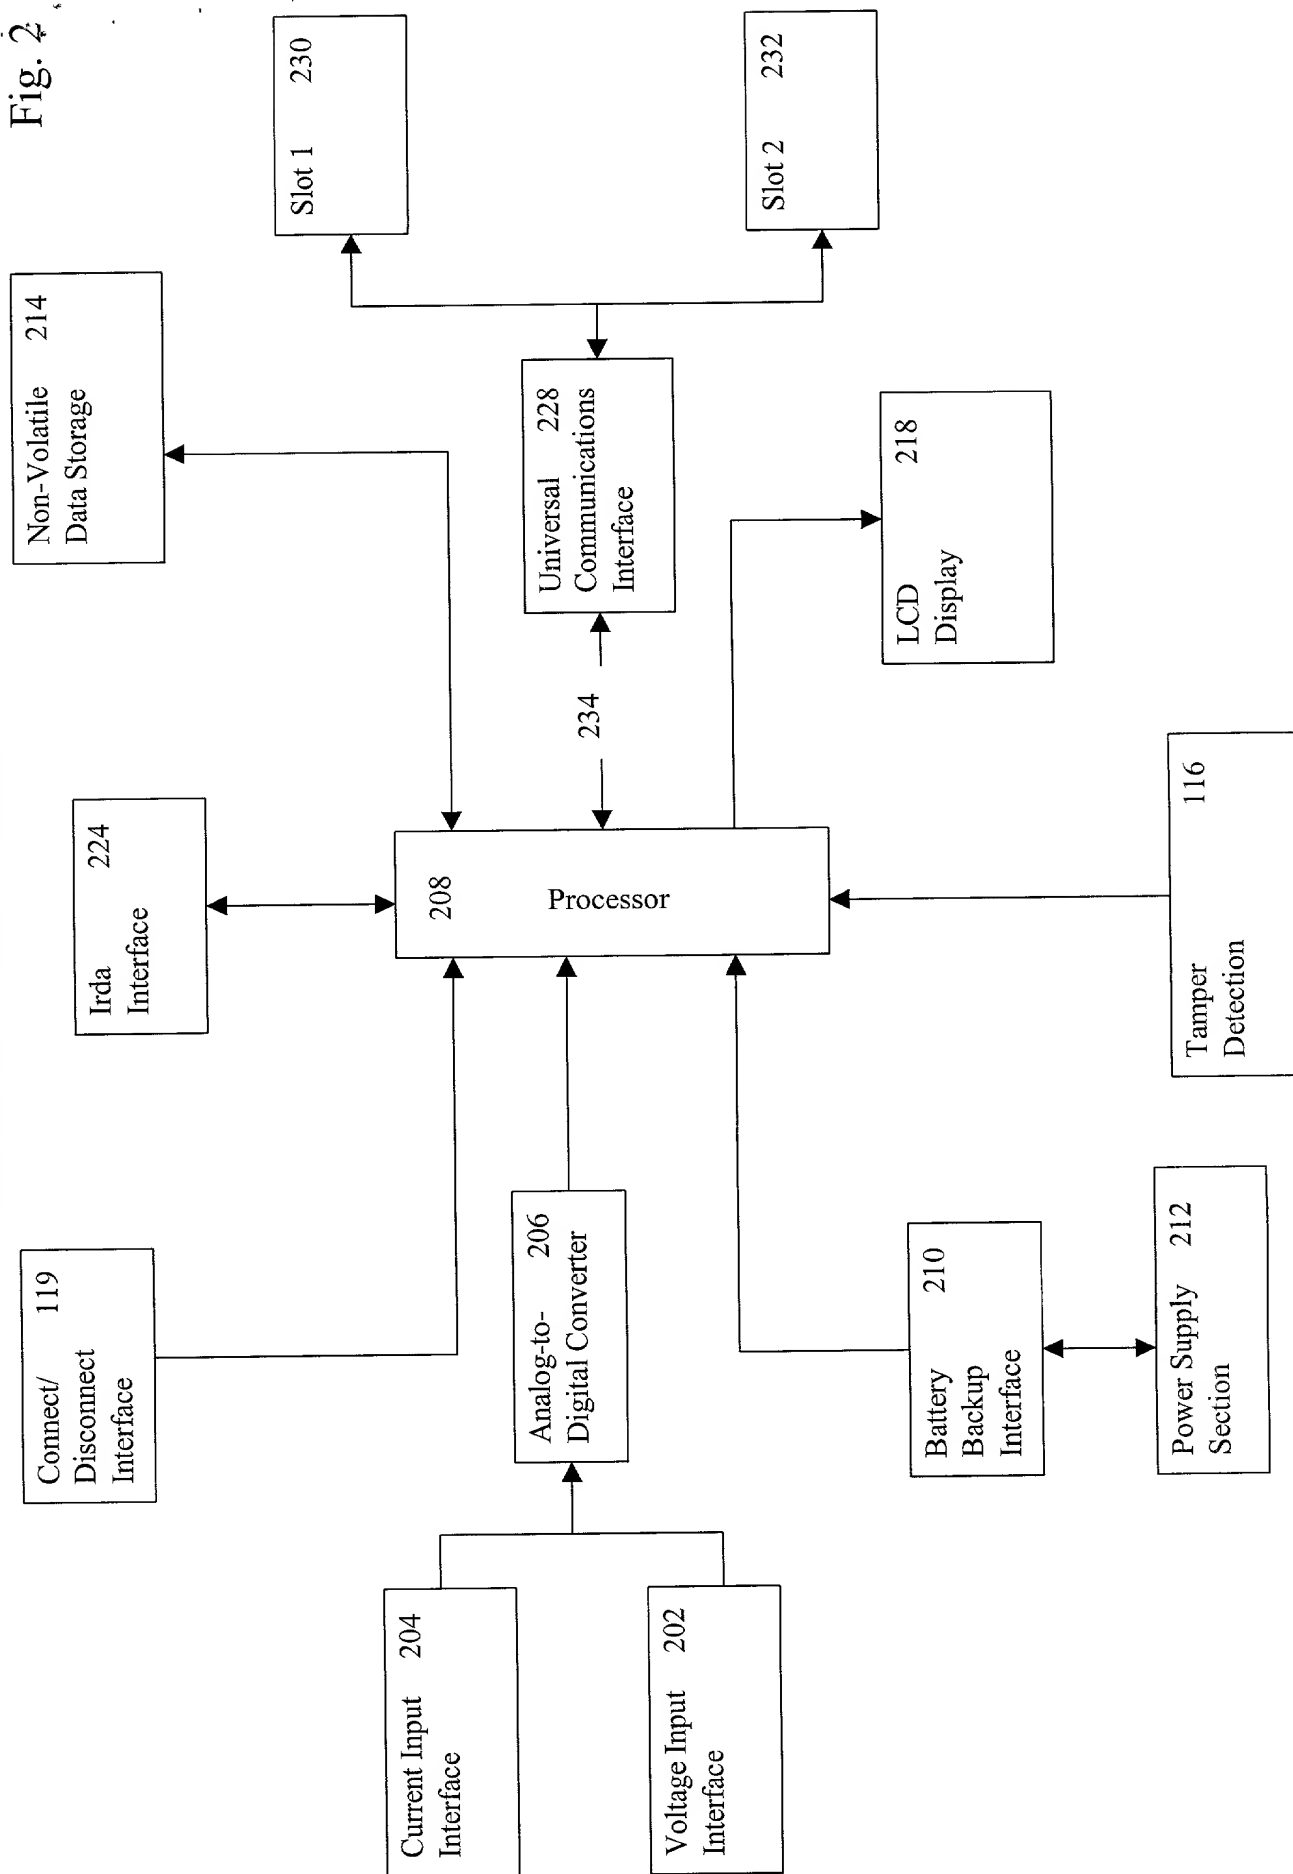 Fig. 2
Connect/ 119
Disconnect
Interface
Irda 224
Interface
Non-Volatile 214
Data Storage
Slot 1 230
Current Input 204
Interface
Voltage Input 202
Interface
Analog-to- 206
Digital Converter
208
Processor
234
Universal 228
Communications
Interface
Slot 2 232
Battery 210
Backup
Interface
Power Supply 212
Section
Tamper 116
Detection
LCD 218
Display